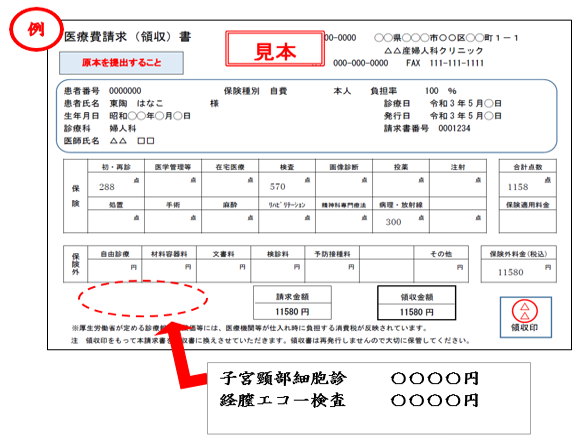 例
医療費請求（領収）書
見本
00-0000 〇〇県〇〇〇市〇〇区〇〇町１－１
△△産婦人科クリニック
000-000-0000 FAX 111-111-1111
原本を提出すること
患者番号 0000000 保険種別 自費 本人 負担率 100 %
患者氏名 東陶 はなこ 様 診療日 令和３年５月〇日
生年月日 昭和〇〇年〇月〇日 発行日 令和３年５月〇日
診療科 婦人科 請求書番号 0001234
医師氏名 △△ □□
保険
初・再診 医学管理等 在宅医療 検査 画像診断 投薬 注射 合計点数
288 点 点 点 570 点 点 点 点 1158 点
処置 手術 麻酔 ﾘﾊﾋﾞﾘﾃｰｼｮﾝ 精神科専門療法 病理・放射線 保険適用料金
点 点 点 点 点 300 点
保険外
自由診療 材料容器料 文書料 検診料 予防接種料 その他 保険外料金(税込)
円 円 円 円 円 円 11580 円
請求金額 領収金額
11580 円 11580 円
△△
領収印
※厚生労働省が定める診療報 価等には、医療機関等が仕入時に負担する消費税が反映されています。
注 領収印をもって本請求書を 収書に換えさせていただきます。領収書は再発行しませんので大切に保管してください。
子宮頸部細胞診 〇〇〇〇円
経膣エコー検査 〇〇〇〇円